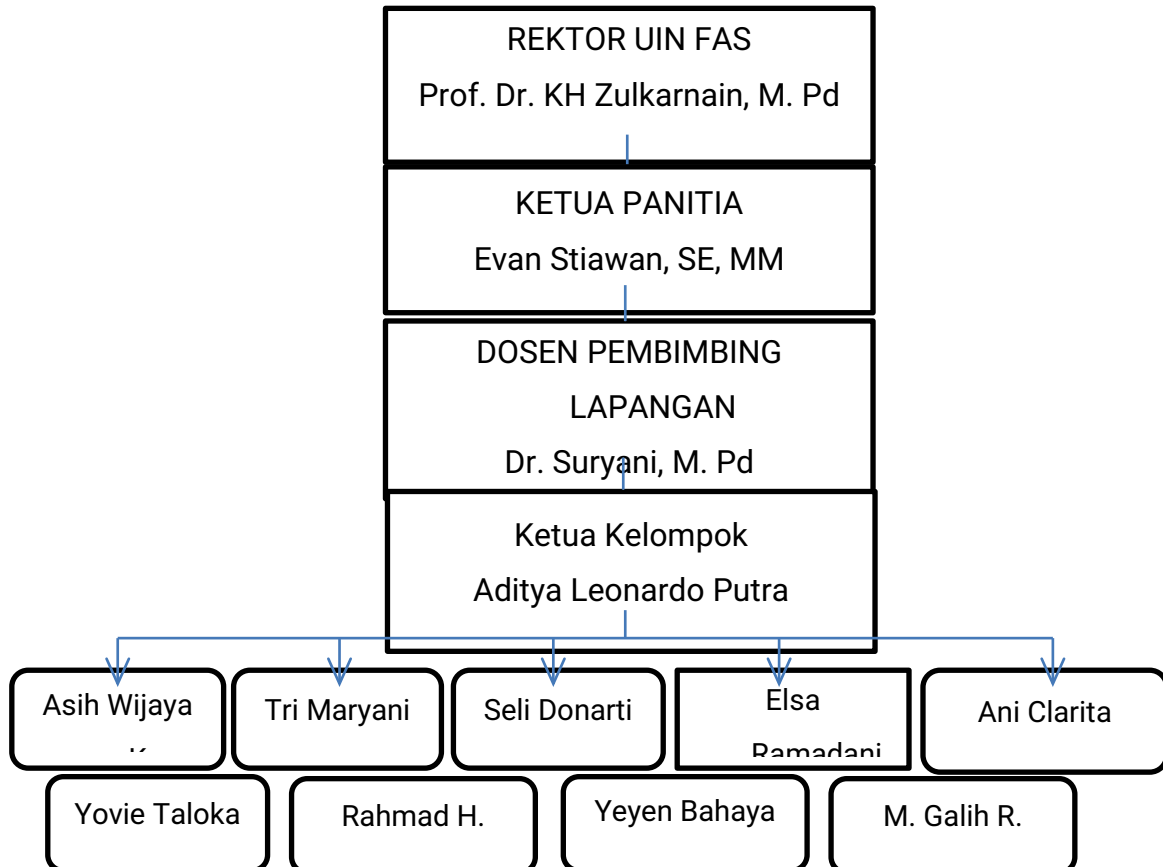 REKTOR UIN FAS
Prof. Dr. KH Zulkarnain, M. Pd
KETUA PANITIA
Evan Stiawan, SE, MM
DOSEN PEMBIMBING
LAPANGAN
Dr. Suryani, M. Pd
Ketua Kelompok
Aditya Leonardo Putra
Asih Wijaya
Tri Maryani
Seli Donarti
Elsa
Ramadani
Ani Clarita
Yovie Taloka
Rahmad H.
Yeyen Bahaya
M. Galih R.